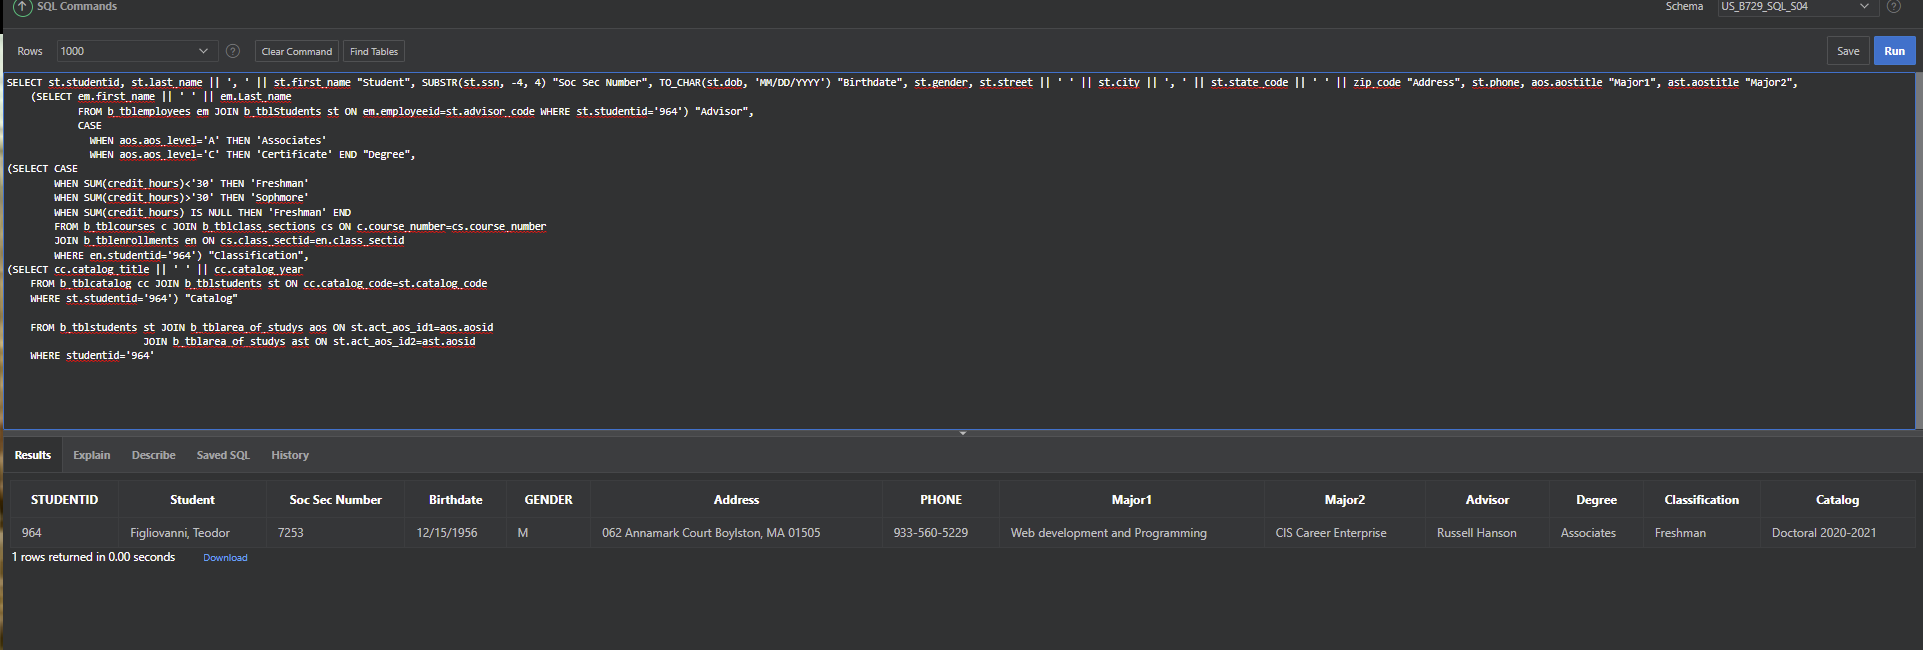 SQL Commands Schema US_B729_SQL_S04
Rows 1000 Clear Command Find Tables Save Run
SELECT st.studentid, st.last_name || ', ' || st.first_name "Student", SUBSTR(st.ssn, -4, 4) "Soc Sec Number", TO_CHAR(st.dob, 'MM/DD/YYYY') "Birthdate", st.gender, st.street || ' ' || st.city || ', ' || st.state_code || ' ' || zip_code "Address", st.phone, aos.aostitle "Major1", ast.aostitle "Major2",
(SELECT em.first_name || ' ' || em.Last_name
FROM b_tblemployees em JOIN b_tblStudents st ON em.employeeid=st.advisor_code WHERE st.studentid='964') "Advisor",
CASE
WHEN aos.aos_level='A' THEN 'Associates'
WHEN aos.aos_level='C' THEN 'Certificate' END "Degree",
(SELECT CASE
WHEN SUM(credit_hours)<'30' THEN 'Freshman'
WHEN SUM(credit_hours)>'30' THEN 'Sophmore'
WHEN SUM(credit_hours) IS NULL THEN 'Freshman' END
FROM b_tblcourses c JOIN b_tblclass_sections cs ON c.course_number=cs.course_number
JOIN b_tblenrollments en ON cs.class_sectid=en.class_sectid
WHERE en.studentid='964') "Classification",
(SELECT cc.catalog_title || ' ' || cc.catalog_year
FROM b_tblcatalog cc JOIN b_tblstudents st ON cc.catalog_code=st.catalog_code
WHERE st.studentid='964') "Catalog"
FROM b_tblstudents st JOIN b_tblarea_of_studys aos ON st.act_aos_id1=aos.aosid
JOIN b_tblarea_of_studys ast ON st.act_aos_id2=ast.aosid
WHERE studentid='964'
Results Explain Describe Saved SQL History
STUDENTID Student Soc Sec Number Birthdate GENDER Address PHONE Major1 Major2 Advisor Degree Classification Catalog
964 Figliovanni, Teodor 7253 12/15/1956 M 062 Annamark Court Boylston, MA 01505 933-560-5229 Web development and Programming CIS Career Enterprise Russell Hanson Associates Freshman Doctoral 2020-2021
1 rows returned in 0.00 seconds Download